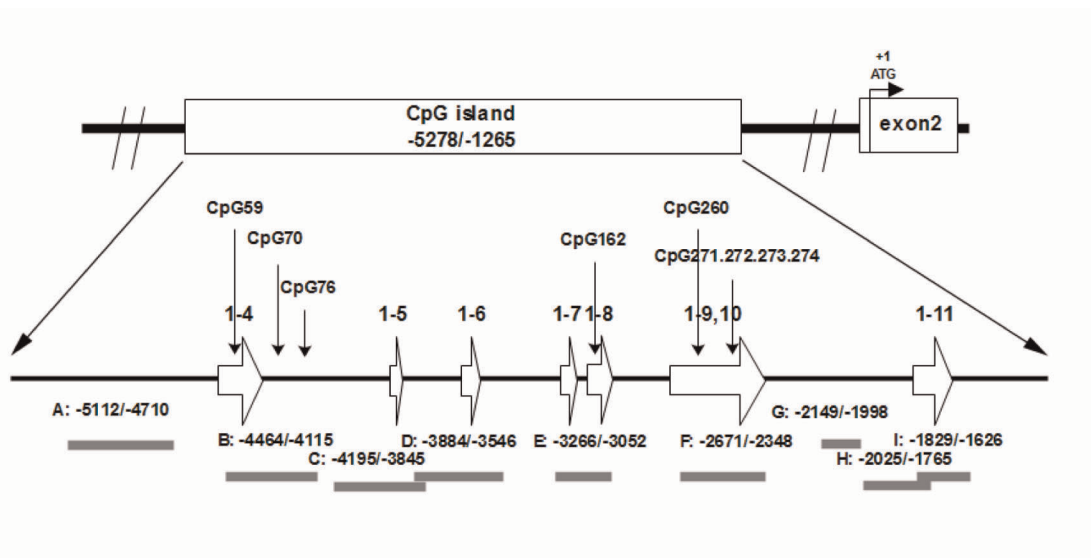 +1
ATG
CpG island
-5278/-1265
exon2
CpG59
CpG260
CpG70
CpG162
CpG271.272.273.274
CpG76
1-4
1-5
1-6
1-7 1-8
1-9,10
1-11
A: -5112/-4710
G: -2149/-1998
B: -4464/-4115
D: -3884/-3546
E: -3266/-3052
F: -2671/-2348
I: -1829/-1626
C: -4195/-3845
H: -2025/-1765